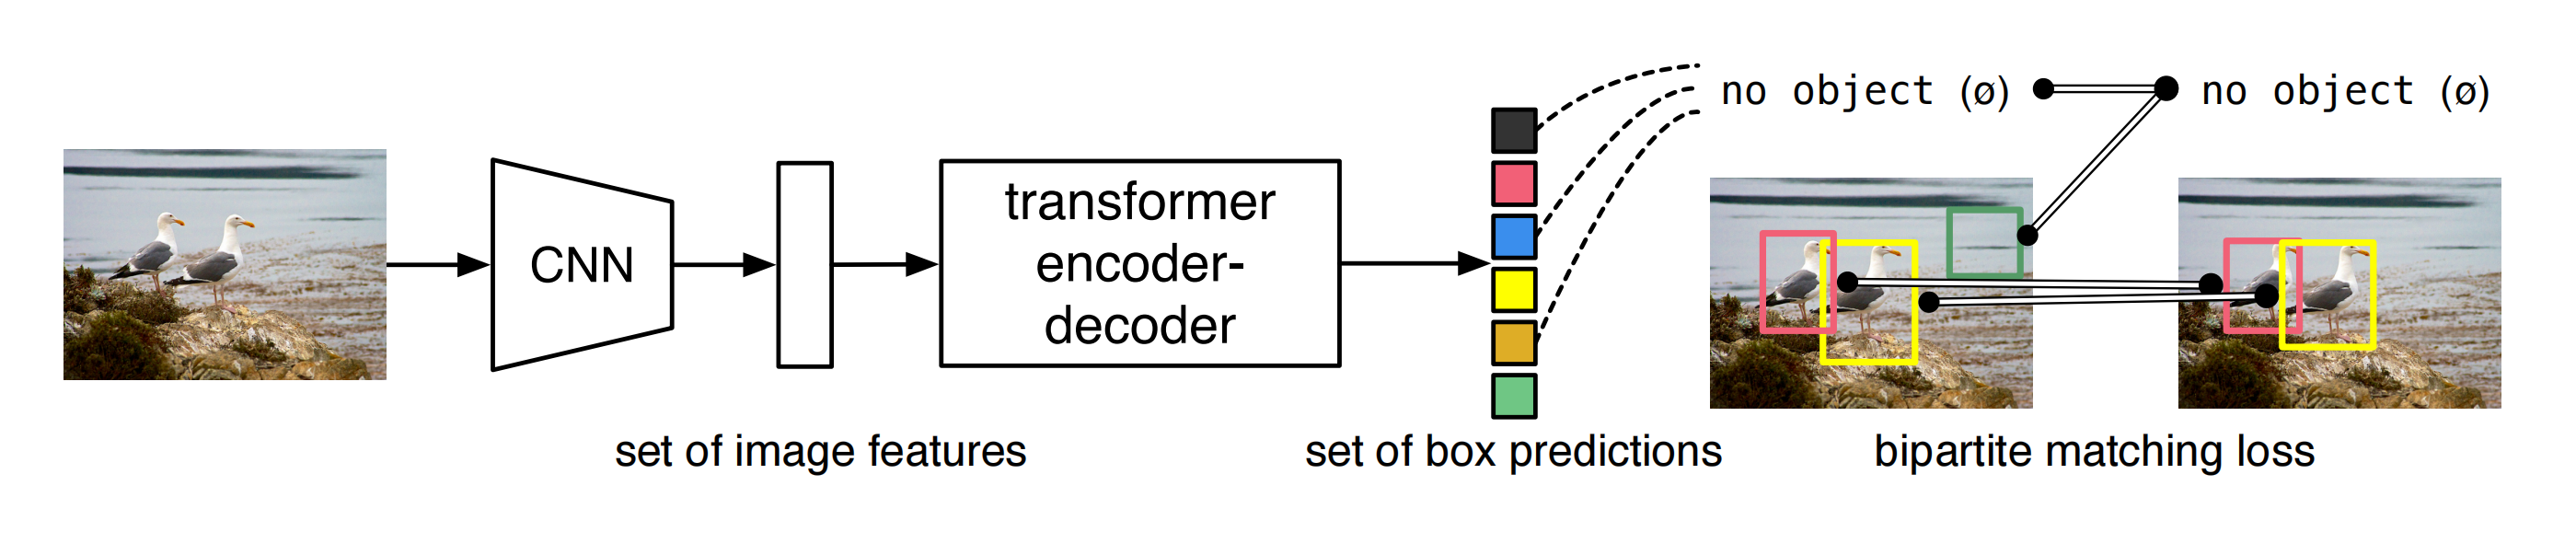 no object (ø)
no object (ø)
CNN
transformer
encoder-
decoder
set of image features
set of box predictions
bipartite matching loss